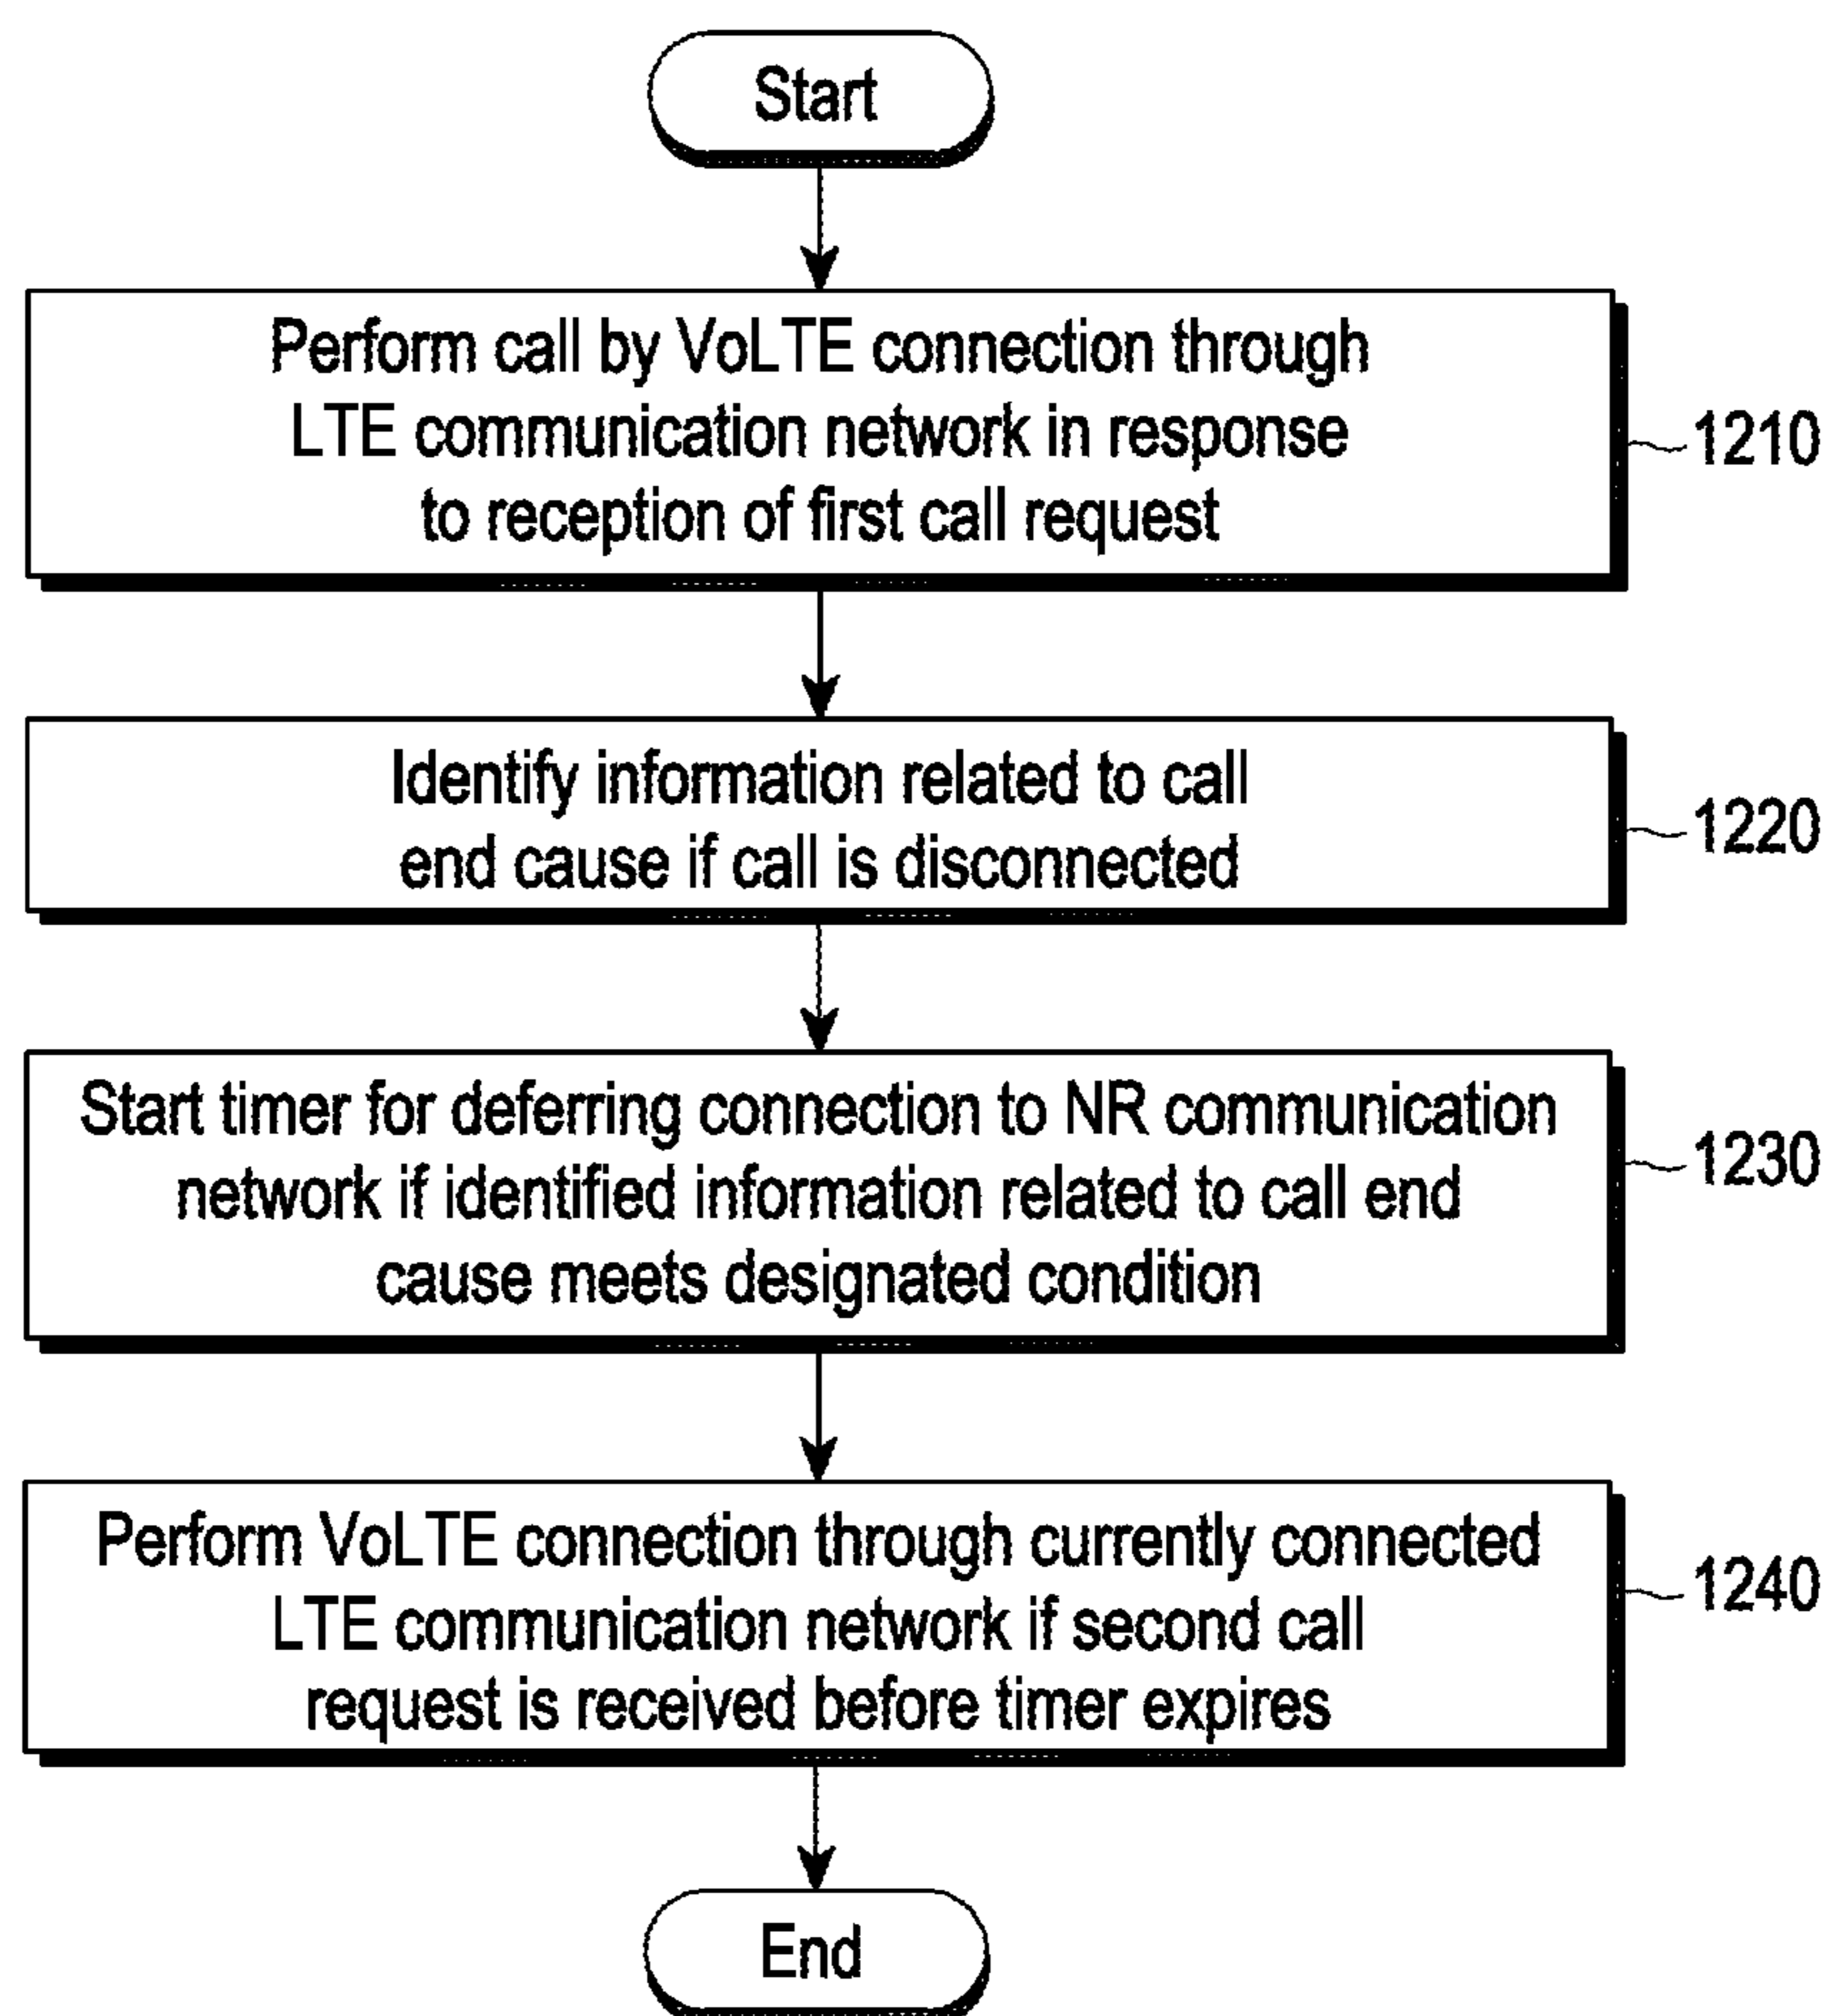 Start
Perform call by VoLTE connection through
LTE communication network in response
to reception of first call request
1210
Identify information related to call
end cause if call is disconnected
1220
Start timer for deferring connection to NR communication
network if identified information related to call end
cause meets designated condition
1230
Perform VoLTE connection through currently connected
LTE communication network if second call
request is received before timer expires
1240
End